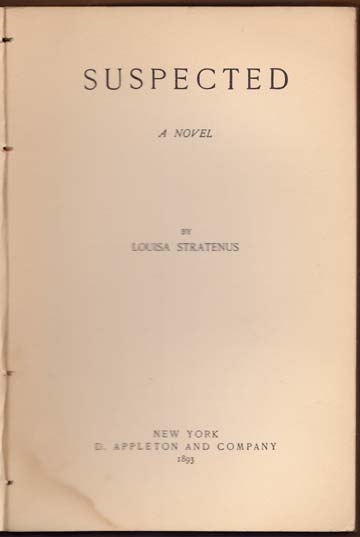 SUSPECTED
A NOVEL
BY
LOUISA STRATENUS
NEW YORK
D. APPLETON AND COMPANY
1893